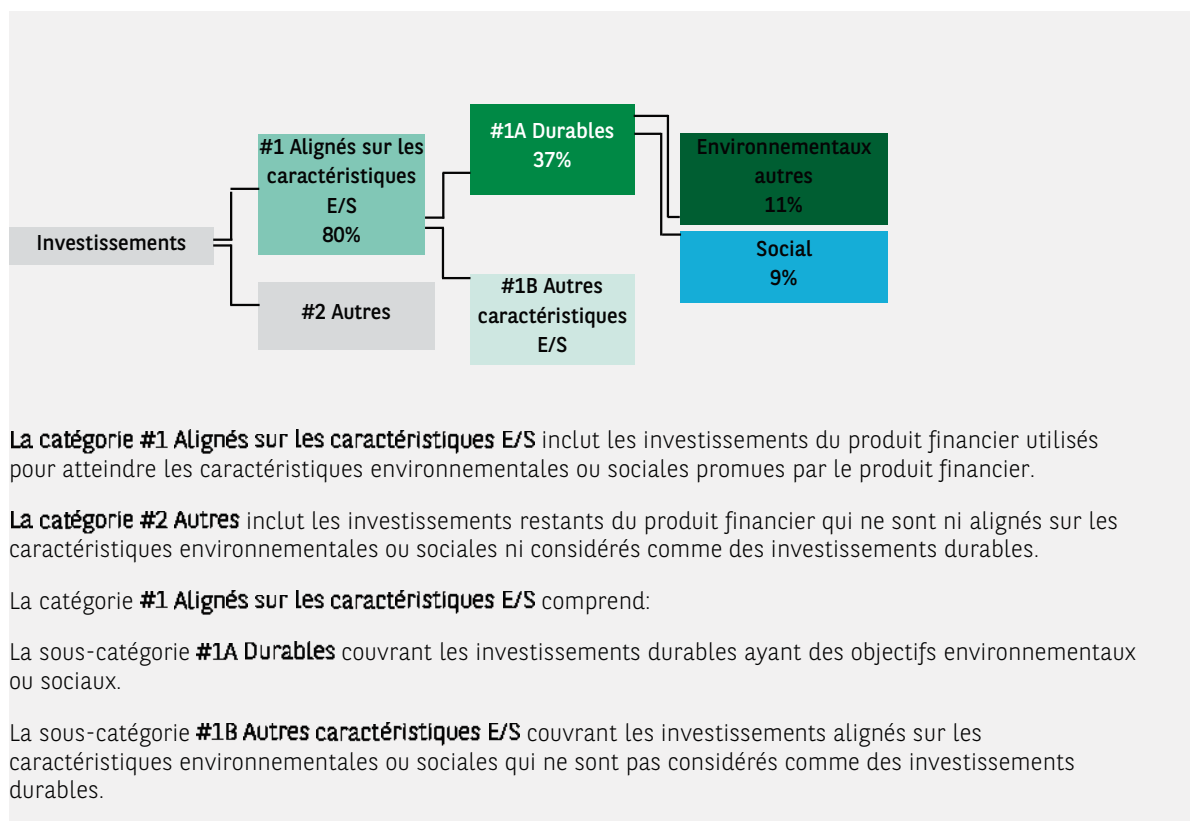 #1A Durables
37%
#1 Alignés sur les
caractéristiques
E/S
80%
Environnementaux
autres
11%
Investissements
Social
9%
#2 Autres
#1B Autres
caractéristiques
E/S
La catégorie #1 Alignés sur les caractéristiques E/S inclut les investissements du produit financier utilisés
pour atteindre les caractéristiques environnementales ou sociales promues par le produit financier.
La catégorie #2 Autres inclut les investissements restants du produit financier qui ne sont ni alignés sur les
caractéristiques environnementales ou sociales ni considérés comme des investissements durables.
La catégorie #1 Alignés sur les caractéristiques E/S comprend:
La sous-catégorie #1A Durables couvrant les investissements durables ayant des objectifs environnementaux
ou sociaux.
La sous-catégorie #1B Autres caractéristiques E/S couvrant les investissements alignés sur les
caractéristiques environnementales ou sociales qui ne sont pas considérés comme des investissements
durables.